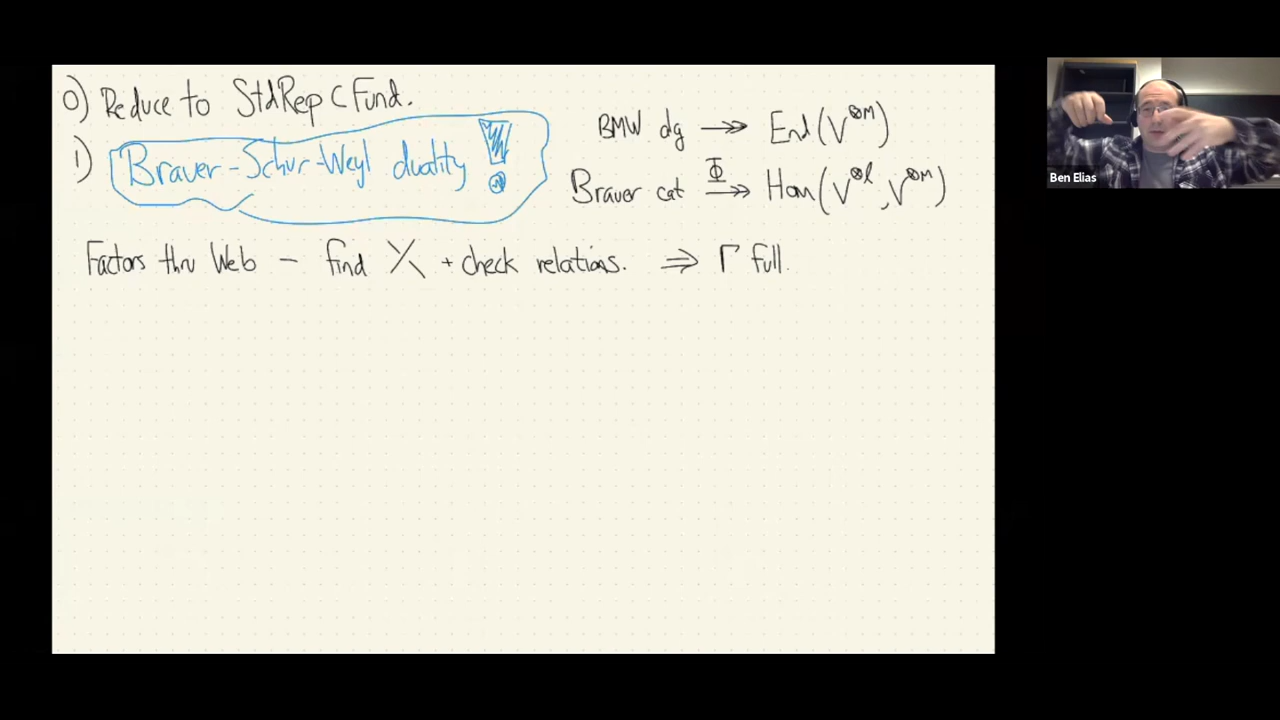 0) Reduce to StdRep ⊂ Fund.
1) Brauer-Schur-Weyl duality !
BMW alg ↠ End(V^{⊗m})
Brauer cat ↠^Φ Hom(V^{⊗l}, V^{⊗m})
Factors thru Web - find X + check relations. ⇒ Γ full.
Ben Elias